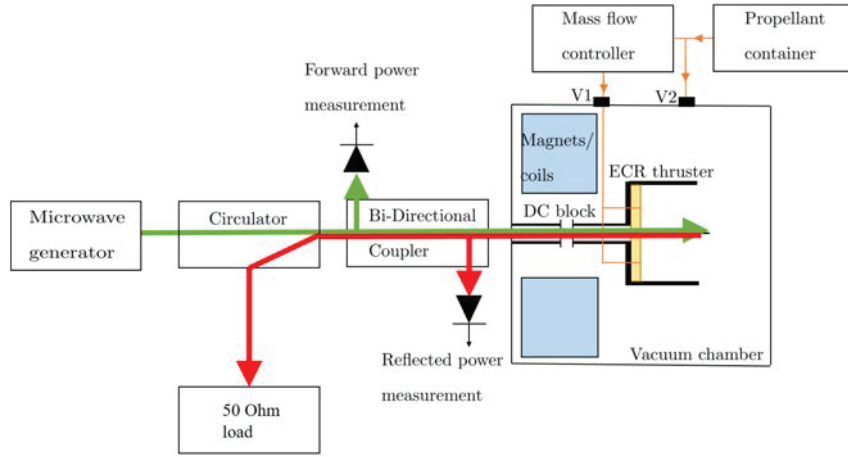 Mass flow
controller
Propellant
container
Forward power
measurement
V1
V2
Magnets/
coils
ECR thruster
Microwave
generator
Circulator
Bi-Directional
Coupler
DC block
Reflected power
measurement
Vacuum chamber
50 Ohm
load